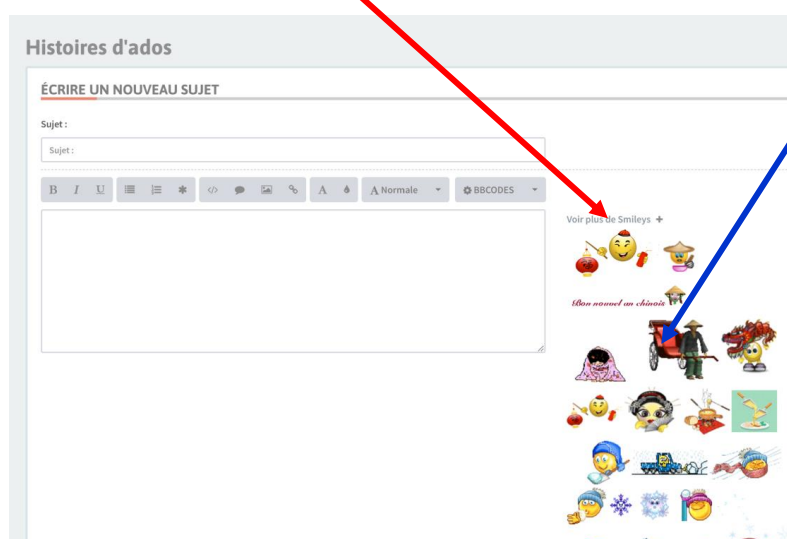 Histoires d'ados
ÉCRIRE UN NOUVEAU SUJET
Sujet :
Sujet :
B I U </> A A Normale BBCODES
Voir plus de Smileys +
Bon nouvel an chinois